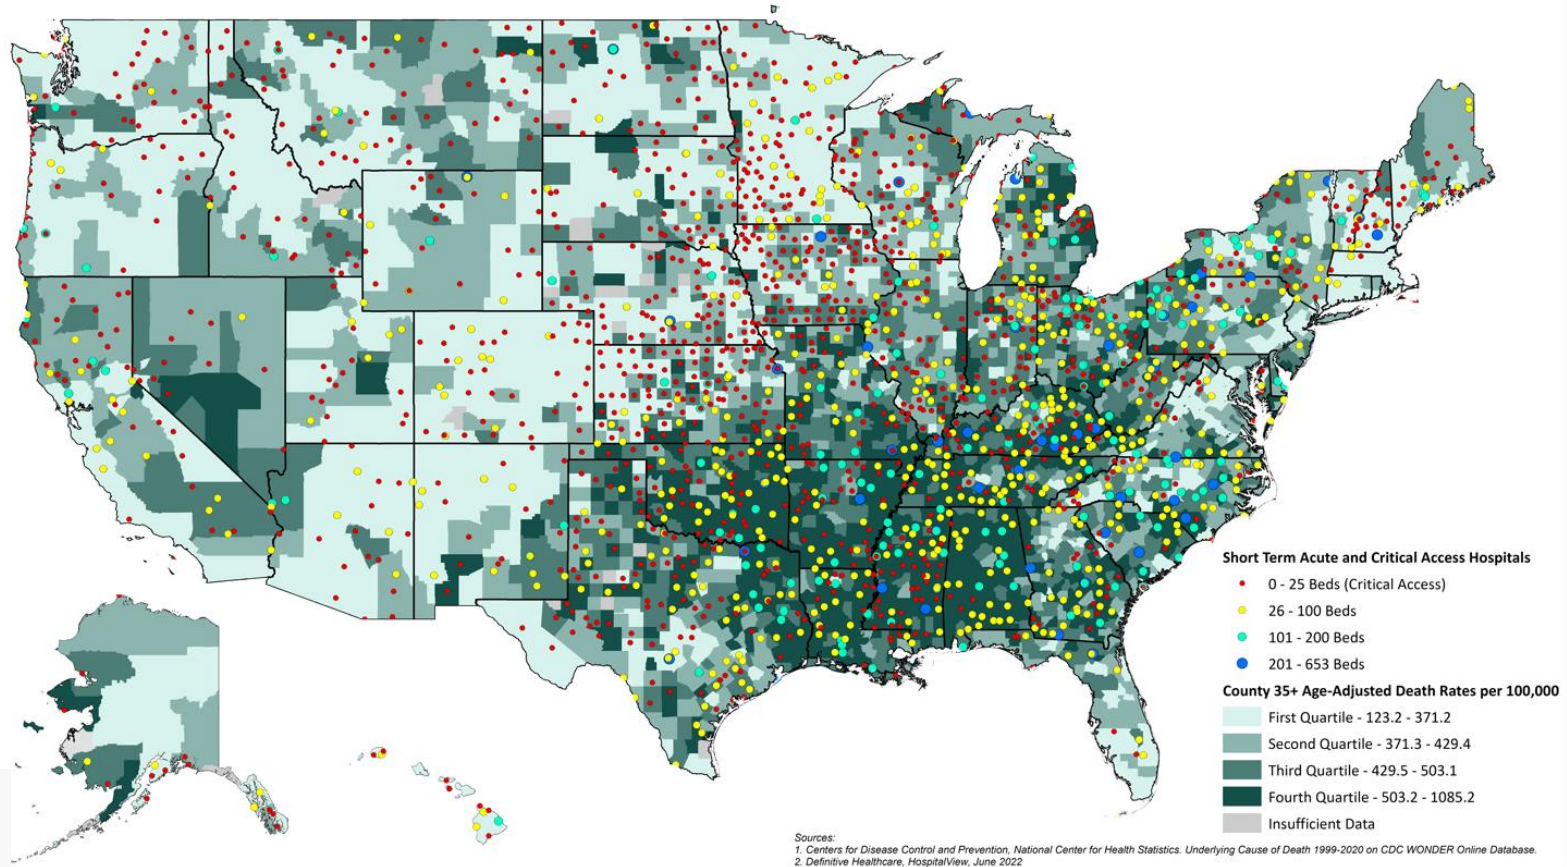 Short Term Acute and Critical Access Hospitals
0 - 25 Beds (Critical Access)
26 - 100 Beds
101 - 200 Beds
201 - 653 Beds
County 35+ Age-Adjusted Death Rates per 100,000
First Quartile - 123.2 - 371.2
Second Quartile - 371.3 - 429.4
Third Quartile - 429.5 - 503.1
Fourth Quartile - 503.2 - 1085.2
Insufficient Data
Sources:
1. Centers for Disease Control and Prevention, National Center for Health Statistics. Underlying Cause of Death 1999-2020 on CDC WONDER Online Database.
2. Definitive Healthcare, HospitalView, June 2022